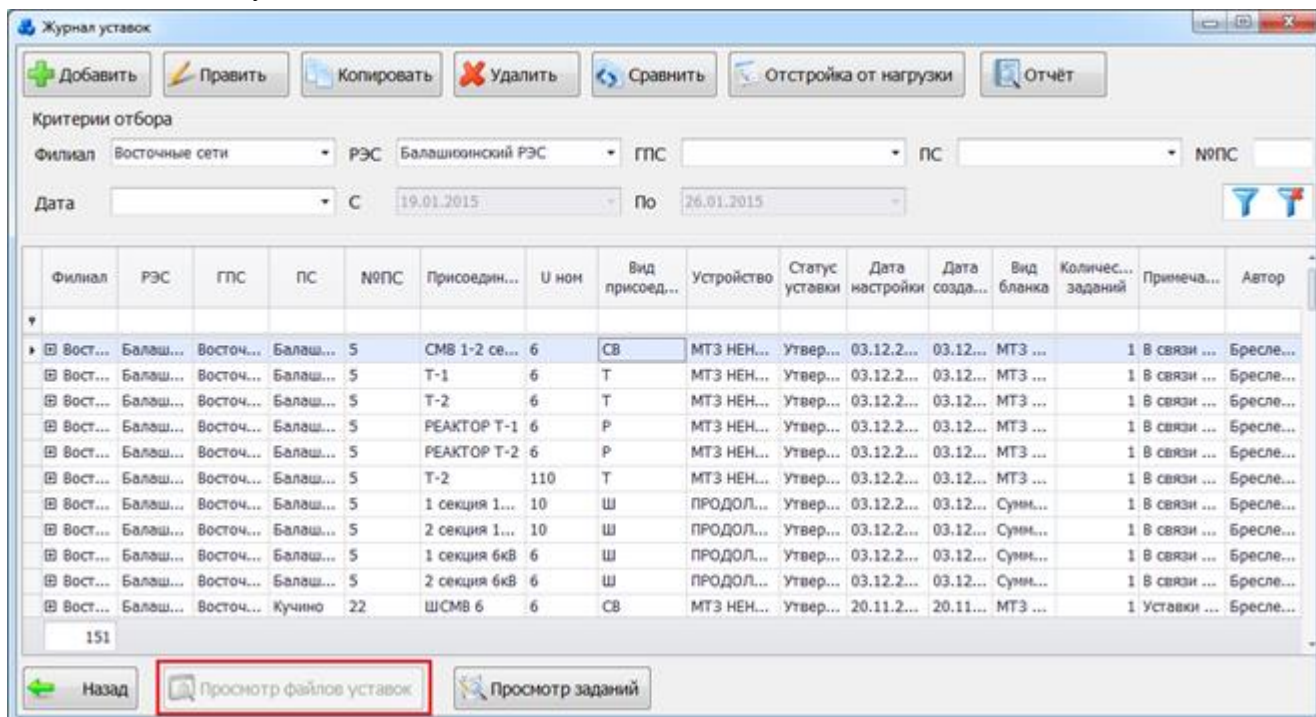 Журнал уставок
Добавить Править Копировать Удалить Сравнить Отстройка от нагрузки Отчёт
Критерии отбора
Филиал Восточные сети РЭС Балашихинский РЭС ГПС ПС №ПС
Дата С 19.01.2015 По 26.01.2015
Филиал РЭС ГПС ПС №ПС Присоедин... U ном Вид присоед... Устройство Статус уставки Дата настройки Дата созда... Вид бланка Количес... заданий Примеча... Автор
Вост... Балаш... Восточ... Балаш... 5 СМВ 1-2 се... 6 СВ МТЗ НЕН... Утвер... 03.12.2... 03.12... МТЗ ... 1 В связи ... Бресле...
Вост... Балаш... Восточ... Балаш... 5 Т-1 6 Т МТЗ НЕН... Утвер... 03.12.2... 03.12... МТЗ ... 1 В связи ... Бресле...
Вост... Балаш... Восточ... Балаш... 5 Т-2 6 Т МТЗ НЕН... Утвер... 03.12.2... 03.12... МТЗ ... 1 В связи ... Бресле...
Вост... Балаш... Восточ... Балаш... 5 РЕАКТОР Т-1 6 Р МТЗ НЕН... Утвер... 03.12.2... 03.12... МТЗ ... 1 В связи ... Бресле...
Вост... Балаш... Восточ... Балаш... 5 РЕАКТОР Т-2 6 Р МТЗ НЕН... Утвер... 03.12.2... 03.12... МТЗ ... 1 В связи ... Бресле...
Вост... Балаш... Восточ... Балаш... 5 Т-2 110 Т МТЗ НЕН... Утвер... 03.12.2... 03.12... МТЗ ... 1 В связи ... Бресле...
Вост... Балаш... Восточ... Балаш... 5 1 секция 1... 10 Ш ПРОДОЛ... Утвер... 03.12.2... 03.12... Сумм... 1 В связи ... Бресле...
Вост... Балаш... Восточ... Балаш... 5 2 секция 1... 10 Ш ПРОДОЛ... Утвер... 03.12.2... 03.12... Сумм... 1 В связи ... Бресле...
Вост... Балаш... Восточ... Балаш... 5 1 секция 6кВ 6 Ш ПРОДОЛ... Утвер... 03.12.2... 03.12... Сумм... 1 В связи ... Бресле...
Вост... Балаш... Восточ... Балаш... 5 2 секция 6кВ 6 Ш ПРОДОЛ... Утвер... 03.12.2... 03.12... Сумм... 1 В связи ... Бресле...
Вост... Балаш... Восточ... Кучино 22 ШСМВ 6 6 СВ МТЗ НЕН... Утвер... 20.11.2... 20.11... МТЗ ... 1 Уставки ... Бресле...
151
Назад Просмотр файлов уставок Просмотр заданий